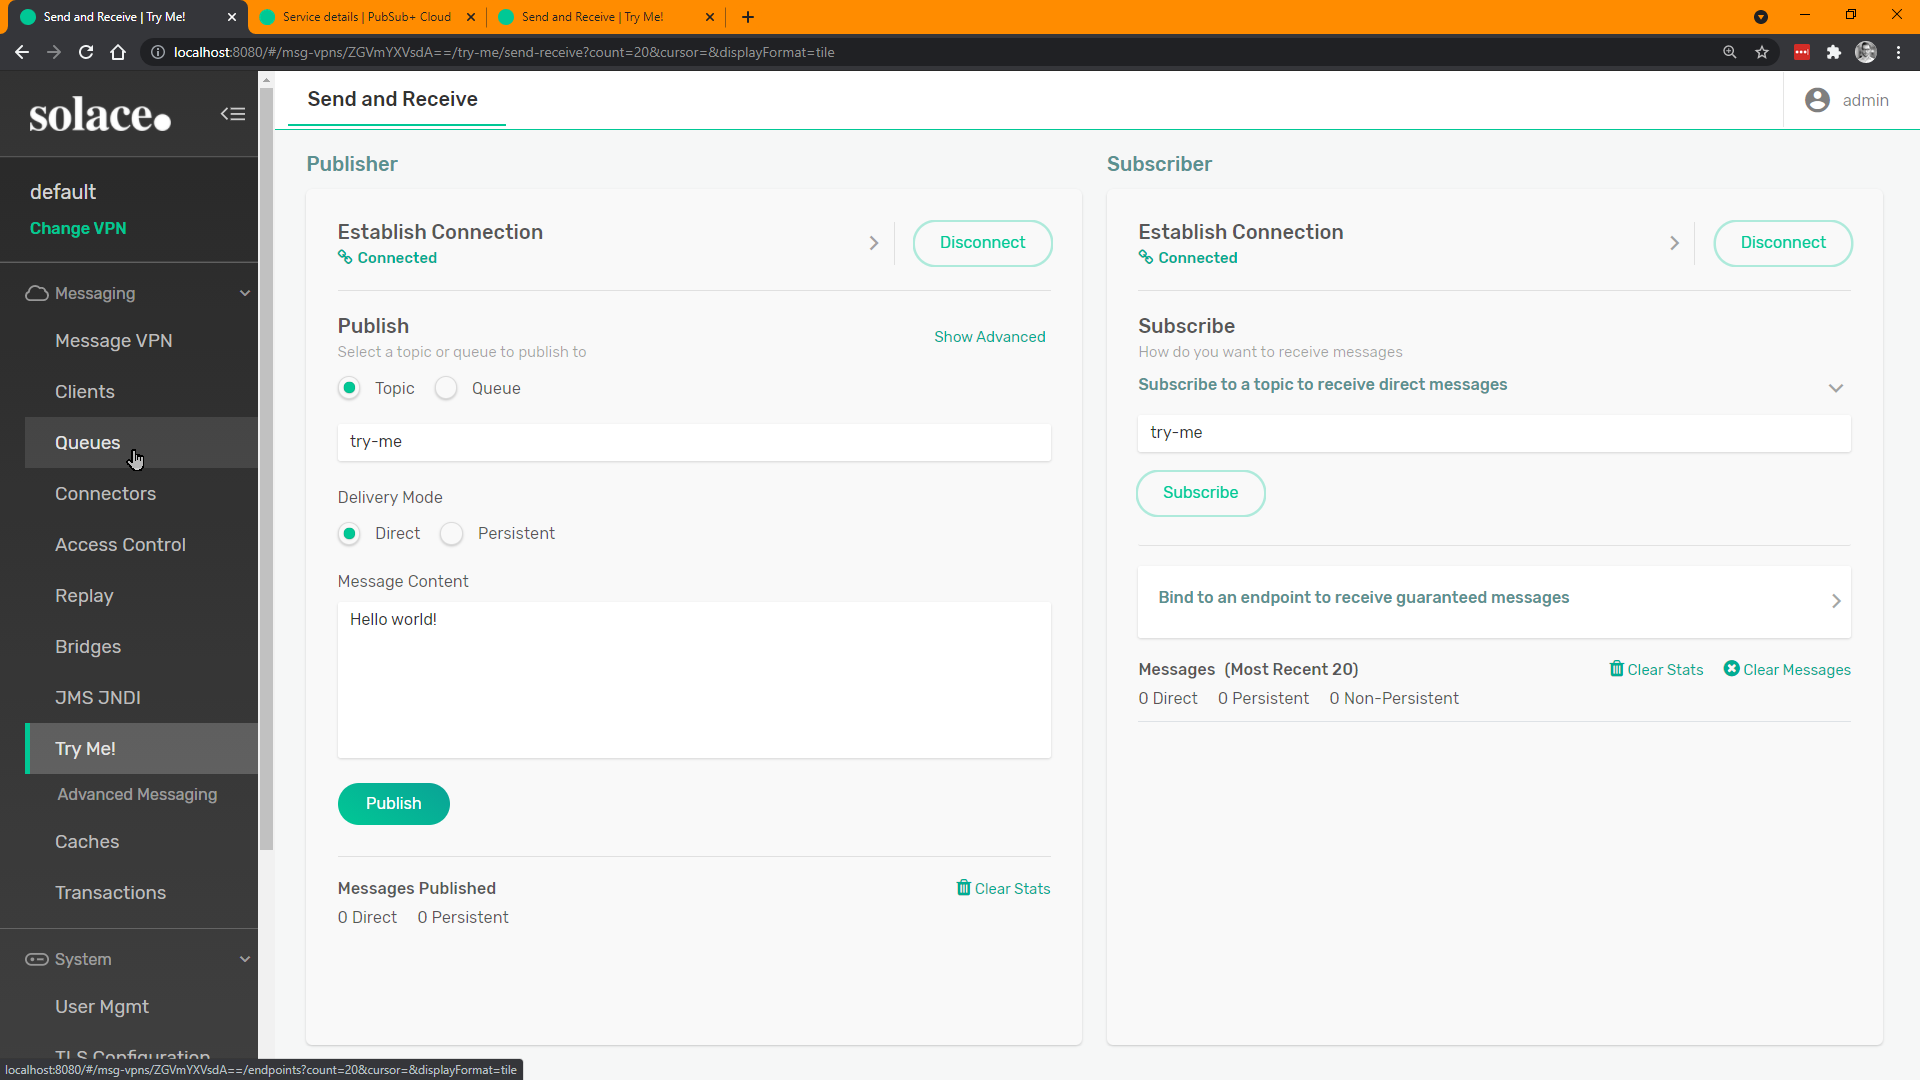 Send and Receive | Try Me!
Service details | PubSub+ Cloud
Send and Receive | Try Me!
localhost:8080/#/msg-vpns/ZGVmYXVsdA==/try-me/send-receive?count=20&cursor=&displayFormat=tile
solace.
default
Change VPN
Messaging
Message VPN
Clients
Queues
Connectors
Access Control
Replay
Bridges
JMS JNDI
Try Me!
Advanced Messaging
Caches
Transactions
System
User Mgmt
TLS Configuration
localhost:8080/#/msg-vpns/ZGVmYXVsdA==/endpoints?count=20&cursor=&displayFormat=tile
Send and Receive
admin
Publisher
Establish Connection
Connected
Disconnect
Publish
Select a topic or queue to publish to
Show Advanced
Topic
Queue
try-me
Delivery Mode
Direct
Persistent
Message Content
Hello world!
Publish
Messages Published
Clear Stats
0 Direct
0 Persistent
Subscriber
Establish Connection
Connected
Disconnect
Subscribe
How do you want to receive messages
Subscribe to a topic to receive direct messages
try-me
Subscribe
Bind to an endpoint to receive guaranteed messages
Messages (Most Recent 20)
Clear Stats
Clear Messages
0 Direct
0 Persistent
0 Non-Persistent